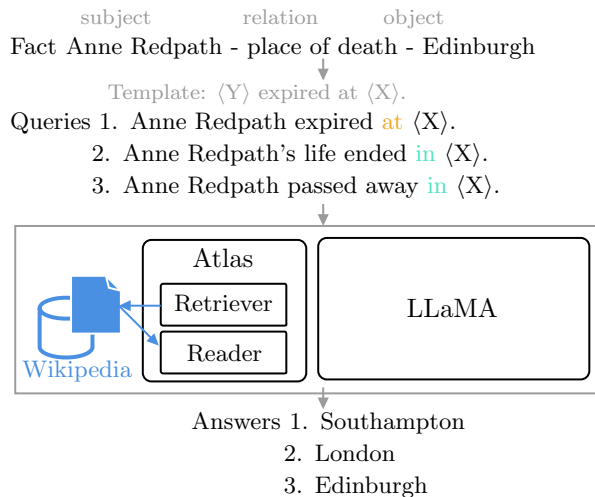 subject relation object
Fact Anne Redpath - place of death - Edinburgh
Template: ⟨Y⟩ expired at ⟨X⟩.
Queries 1. Anne Redpath expired at ⟨X⟩.
2. Anne Redpath's life ended in ⟨X⟩.
3. Anne Redpath passed away in ⟨X⟩.
Atlas
Retriever
Reader
Wikipedia
LLaMA
Answers 1. Southampton
2. London
3. Edinburgh